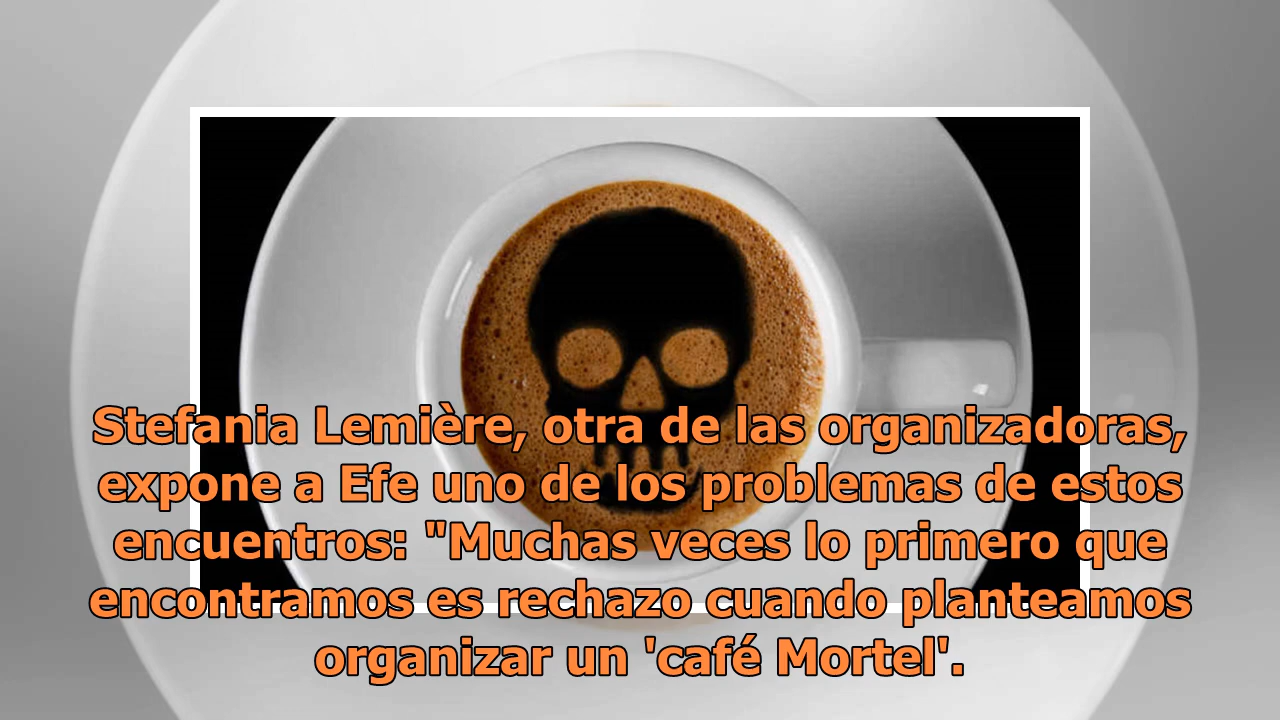 Stefania Lemière, otra de las organizadoras,
expone a Efe uno de los problemas de estos
encuentros: "Muchas veces lo primero que
encontramos es rechazo cuando planteamos
organizar un 'café Mortel'.